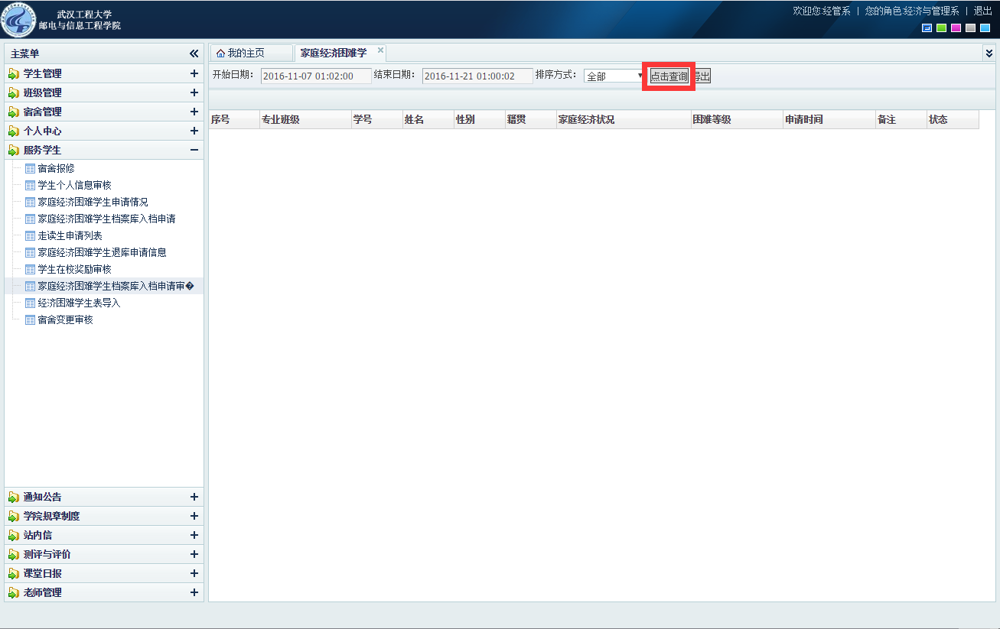 武汉工程大学
邮电与信息工程学院
欢迎您:经管系 | 您的角色:经济与管理系 | 退出
主菜单
学生管理
班级管理
宿舍管理
个人中心
服务学生
宿舍报修
学生个人信息审核
家庭经济困难学生申请情况
家庭经济困难学生档案库入档申请
走读生申请列表
家庭经济困难学生退库申请信息
学生在校奖励审核
家庭经济困难学生档案库入档申请审�
经济困难学生表导入
宿舍变更审核
通知公告
学院规章制度
站内信
测评与评价
课堂日报
老师管理
我的主页 家庭经济困难学
开始日期: 2016-11-07 01:02:00 结束日期: 2016-11-21 01:00:02 排序方式: 全部 点击查询 导出
序号 专业班级 学号 姓名 性别 籍贯 家庭经济状况 困难等级 申请时间 备注 状态